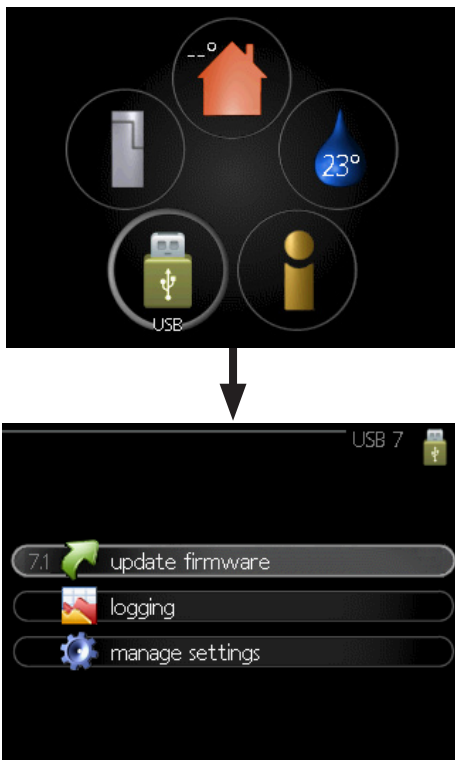 --°
23°
USB
USB 7
7.1 update firmware
logging
manage settings